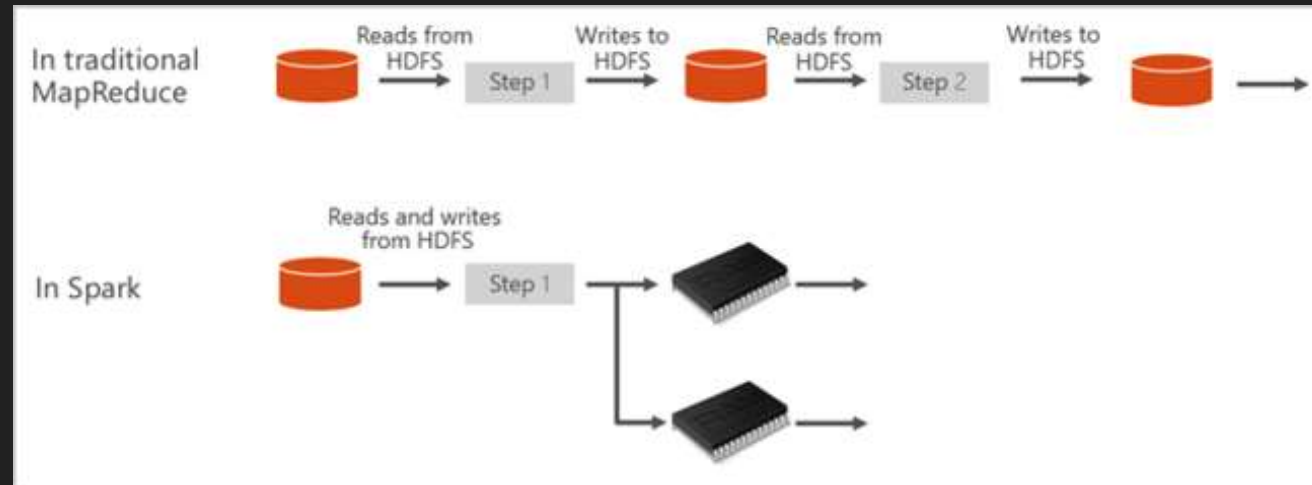 In traditional
MapReduce
Reads from
HDFS
Step 1
Writes to
HDFS
Reads from
HDFS
Step 2
Writes to
HDFS
In Spark
Reads and writes
from HDFS
Step 1